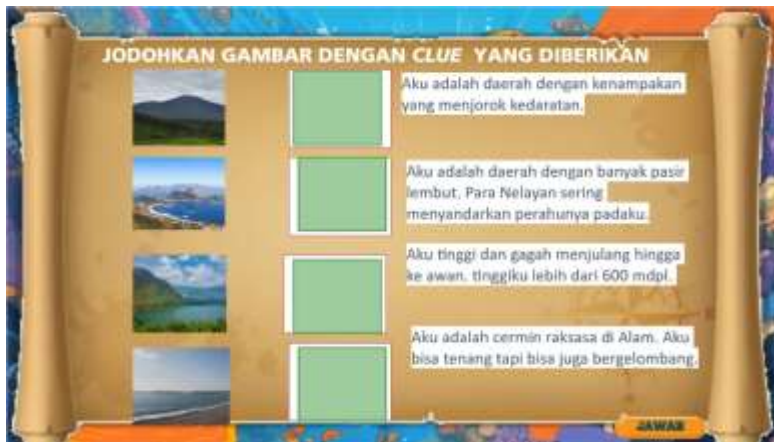 JODOHKAN GAMBAR DENGAN CLUE YANG DIBERIKAN
Aku adalah daerah dengan kenampakan
yang menjorok kedaratan.
Aku adalah daerah dengan banyak pasir
lembut. Para Nelayan sering
menyandarkan perahunya padaku.
Aku tinggi dan gagah menjulang hingga
ke awan. tinggiku lebih dari 600 mdpl.
Aku adalah cermin raksasa di Alam. Aku
bisa tenang tapi bisa juga bergelombang.
JAWAB